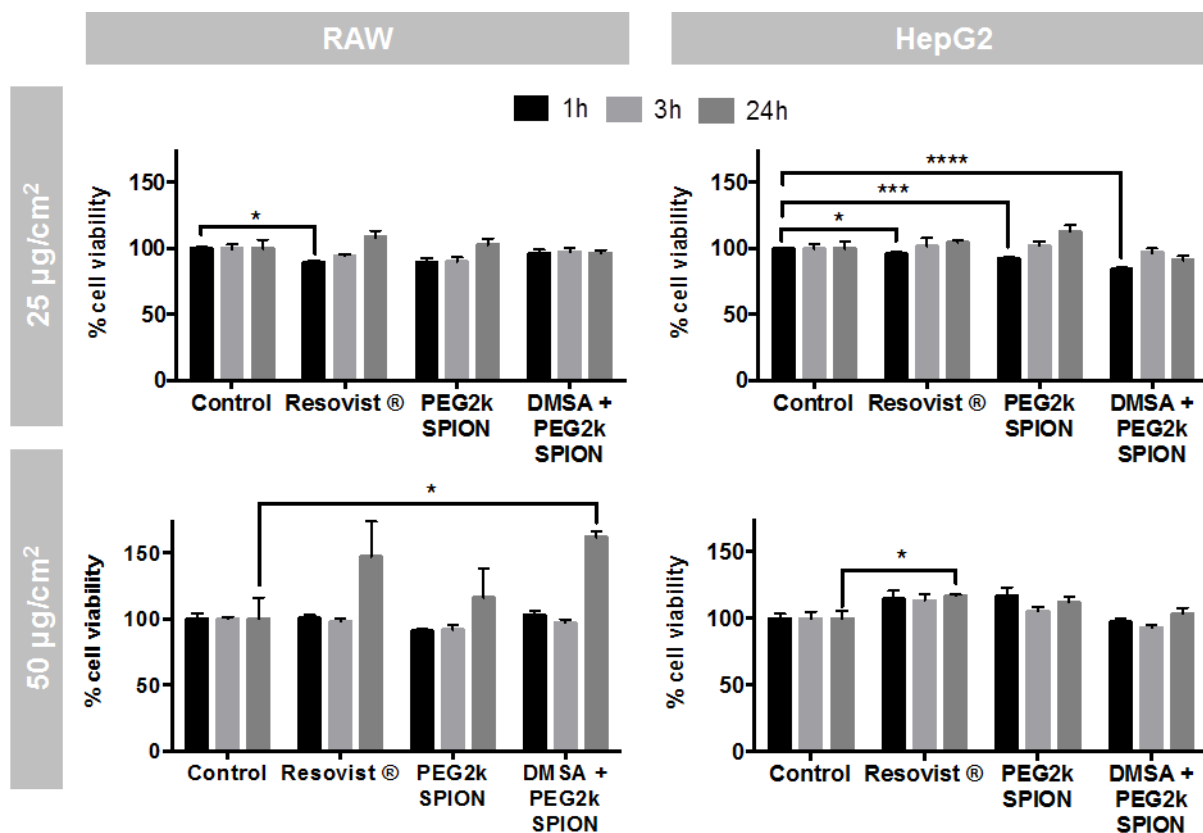 RAW
HepG2
1h 3h 24h
25 µg/cm²
% cell viability
150
100
50
0
*
Control Resovist ® PEG2k DMSA +
SPION PEG2k
SPION
% cell viability
150
100
50
0
****
***
*
Control Resovist ® PEG2k DMSA +
SPION PEG2k
SPION
50 µg/cm²
% cell viability
150
100
50
0
*
Control Resovist ® PEG2k DMSA +
SPION PEG2k
SPION
% cell viability
150
100
50
0
*
Control Resovist ® PEG2k DMSA +
SPION PEG2k
SPION